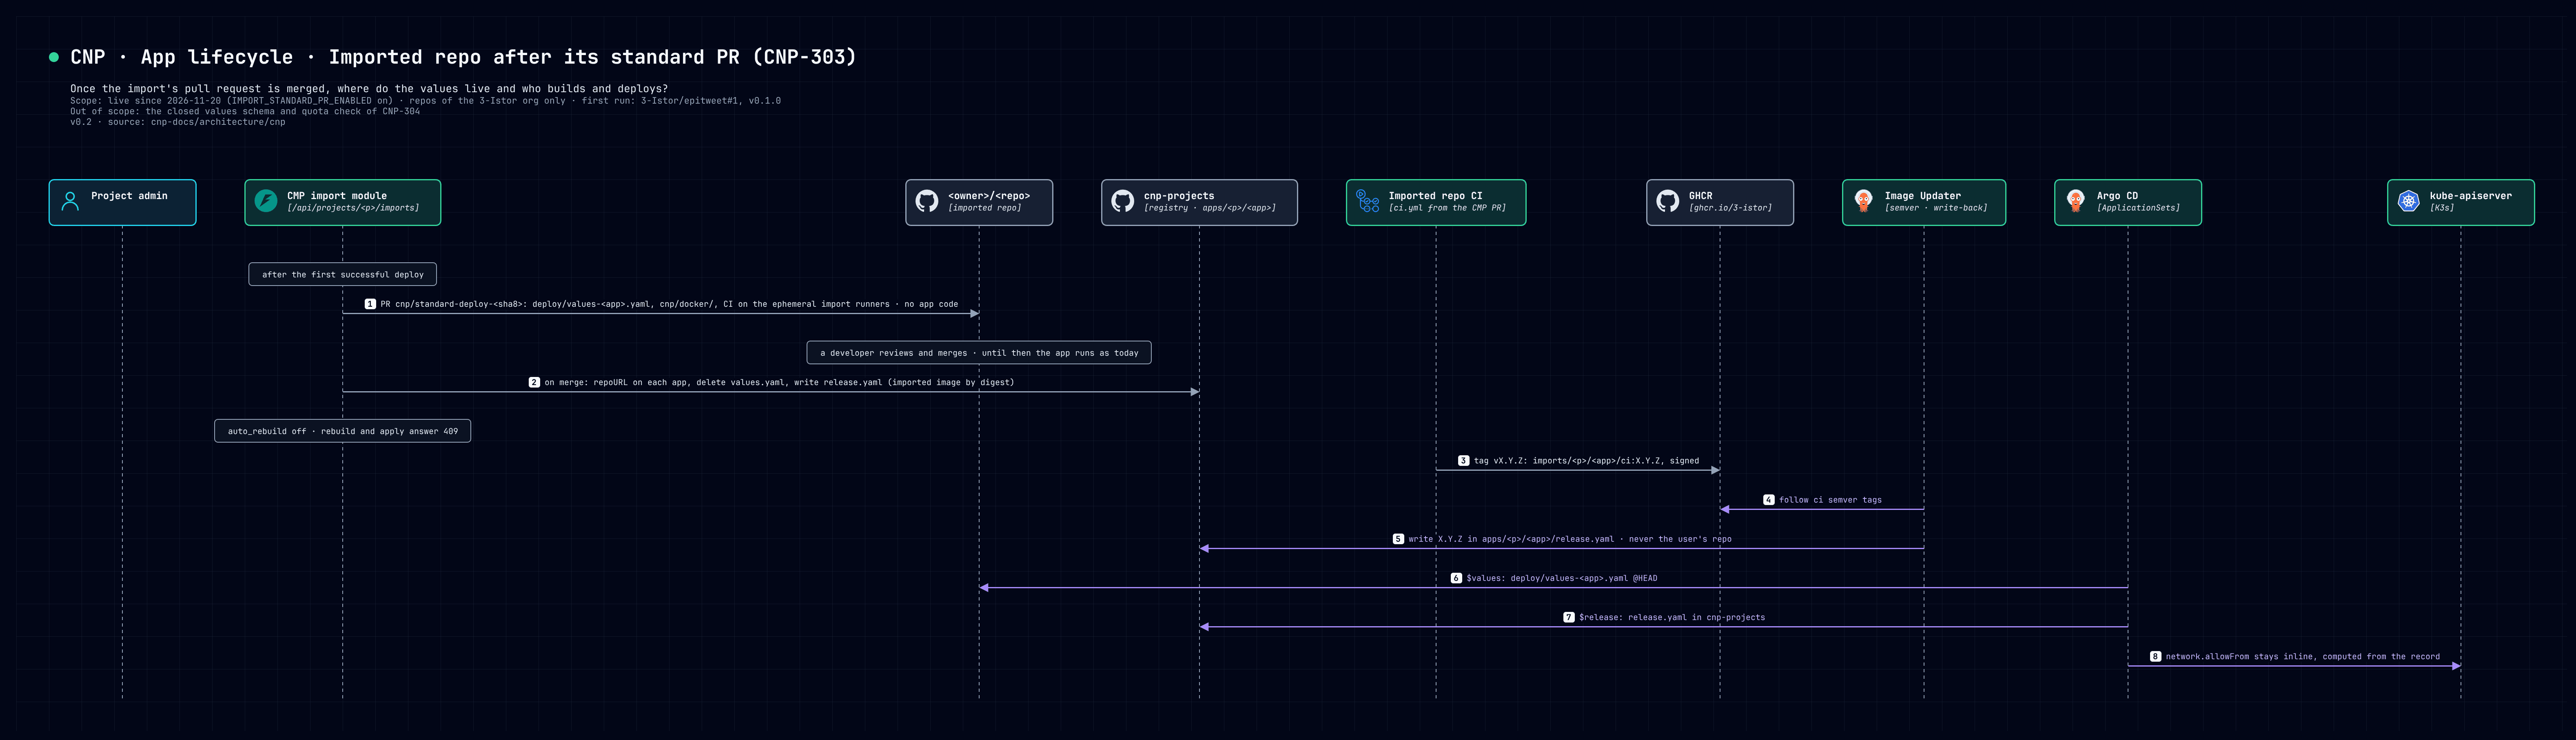 CNP · App lifecycle · Imported repo after its standard PR (CNP-303)
Once the import's pull request is merged, where do the values live and who builds and deploys?
Scope: live since 2026-11-20 (IMPORT_STANDARD_PR_ENABLED on) · repos of the 3-Istor org only · first run: 3-Istor/epitweet#1, v0.1.0
Out of scope: the closed values schema and quota check of CNP-304
v0.2 · source: cnp-docs/architecture/cnp
Project admin
CMP import module
[/api/projects/<p>/imports]
<owner>/<repo>
[imported repo]
cnp-projects
[registry · apps/<p>/<app>]
Imported repo CI
[ci.yml from the CMP PR]
GHCR
[ghcr.io/3-istor]
Image Updater
[semver · write-back]
Argo CD
[ApplicationSets]
kube-apiserver
[K3s]
after the first successful deploy
1 PR cnp/standard-deploy-<sha8>: deploy/values-<app>.yaml, cnp/docker/, CI on the ephemeral import runners · no app code
a developer reviews and merges · until then the app runs as today
2 on merge: repoURL on each app, delete values.yaml, write release.yaml (imported image by digest)
auto_rebuild off · rebuild and apply answer 409
3 tag vX.Y.Z: imports/<p>/<app>/ci:X.Y.Z, signed
4 follow ci semver tags
5 write X.Y.Z in apps/<p>/<app>/release.yaml · never the user's repo
6 $values: deploy/values-<app>.yaml @HEAD
7 $release: release.yaml in cnp-projects
8 network.allowFrom stays inline, computed from the record